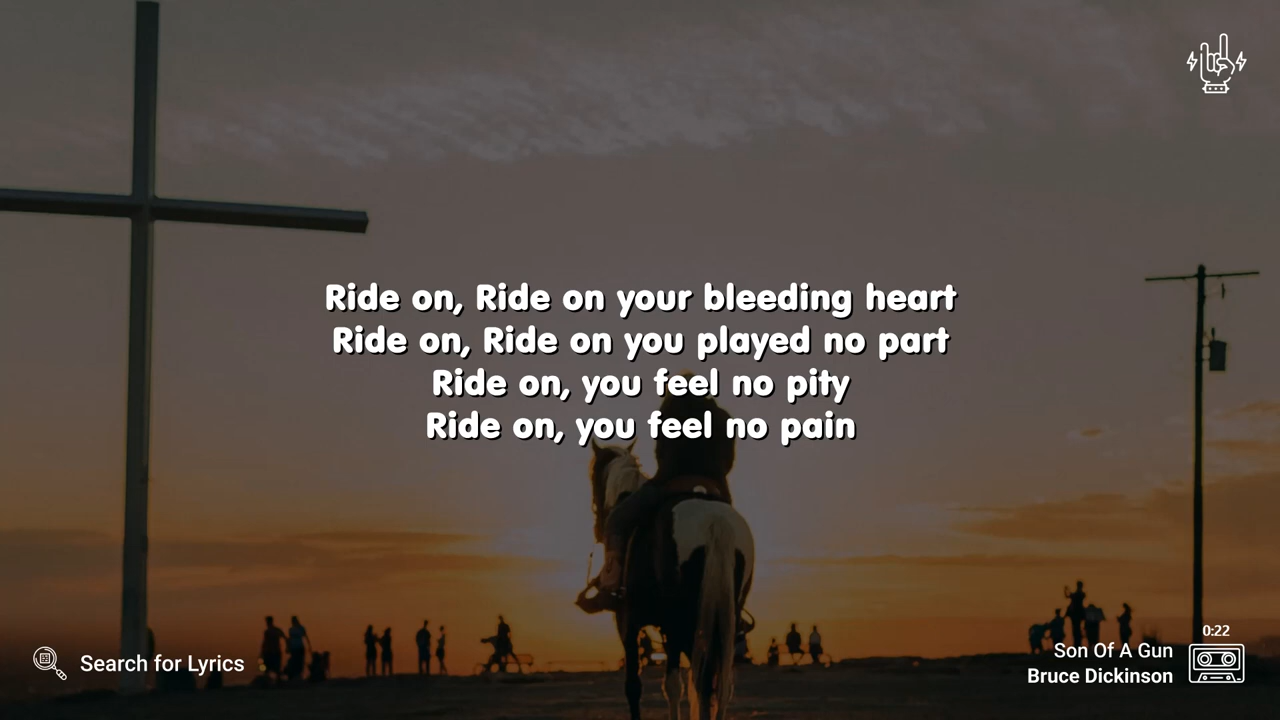 Ride on, Ride on your bleeding heart
Ride on, Ride on you played no part
Ride on, you feel no pity
Ride on, you feel no pain
0:22
Search for Lyrics
Son Of A Gun
Bruce Dickinson